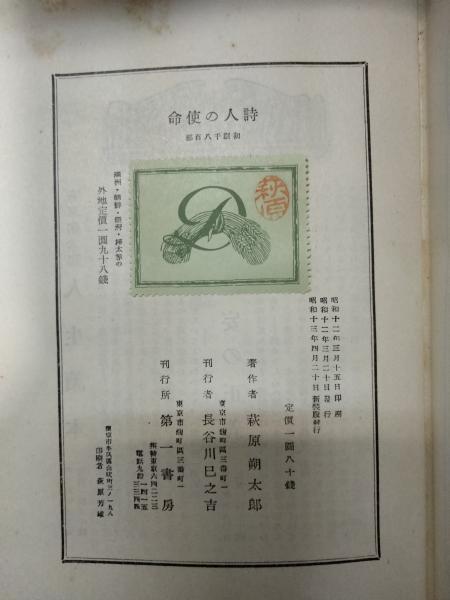 詩人の使命
初刷千八百部
萩原
昭和十二年三月十五日印刷
昭和十二年三月二十日發行
昭和十三年四月二十日新裝版發行
定價一圓八十錢
著作者 萩原朔太郎
東京市麹町區三番町一
刊行者 長谷川巳之吉
東京市麹町區三番町一
刊行所 第一書房
振替東京六四二二三
電話九段
滿洲・朝鮮・臺灣・樺太等の
外地定價一圓九十八錢
印刷者 萩原芳雄